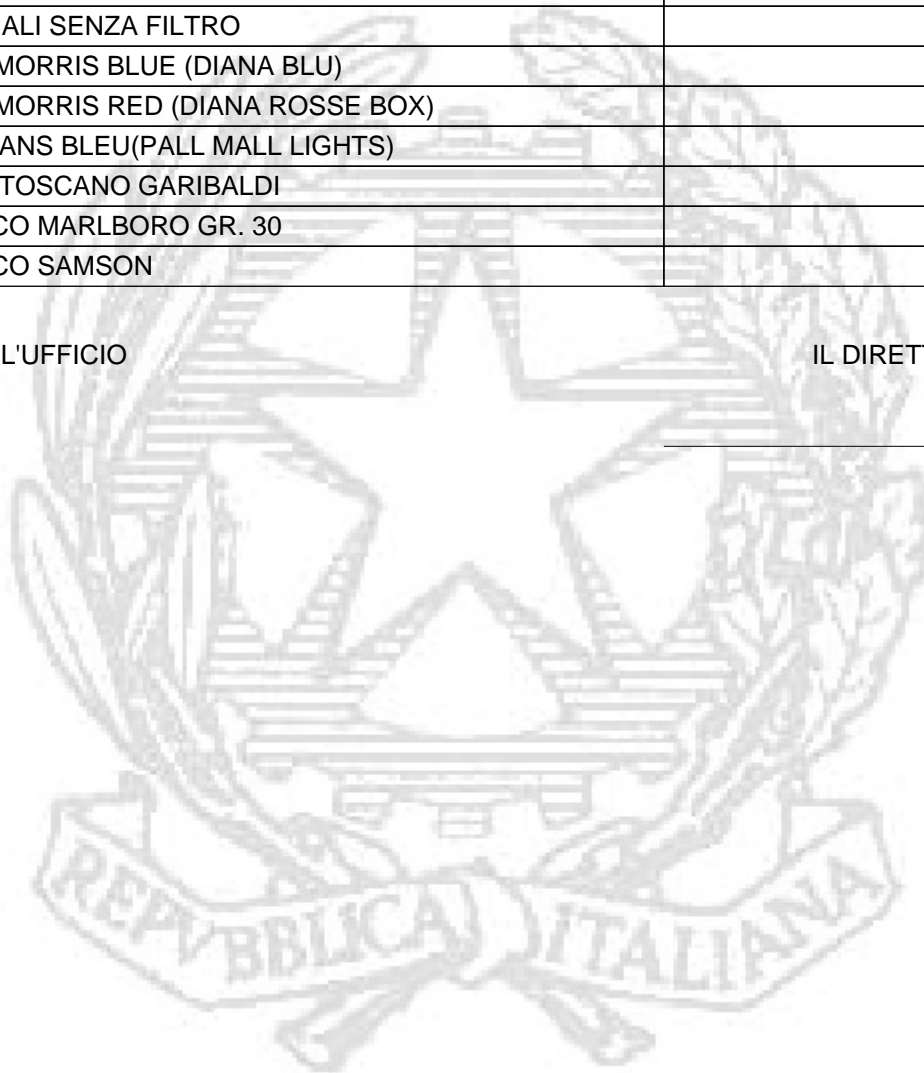 ALI SENZA FILTRO
MORRIS BLUE (DIANA BLU)
MORRIS RED (DIANA ROSSE BOX)
ANS BLEU(PALL MALL LIGHTS)
TOSCANO GARIBALDI
CO MARLBORO GR. 30
CO SAMSON
L'UFFICIO IL DIRETT
REPVBBLICA ITALIANA